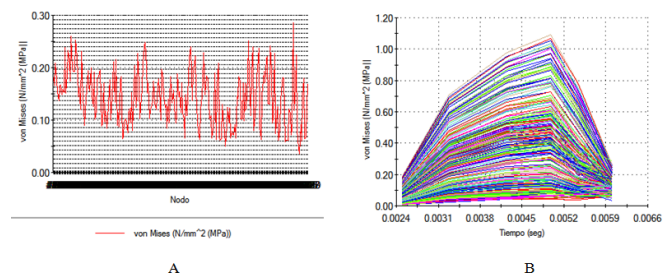 von Mises [N/mm^2 (MPa)]
0.30
0.20
0.10
0.00
Nodo
von Mises (N/mm^2 (MPa))
A
von Mises [N/mm^2 (MPa)]
1.20
1.00
0.80
0.60
0.40
0.20
0.00
0.0024 0.0031 0.0038 0.0045 0.0052 0.0059 0.0066
Tiempo (seg)
B